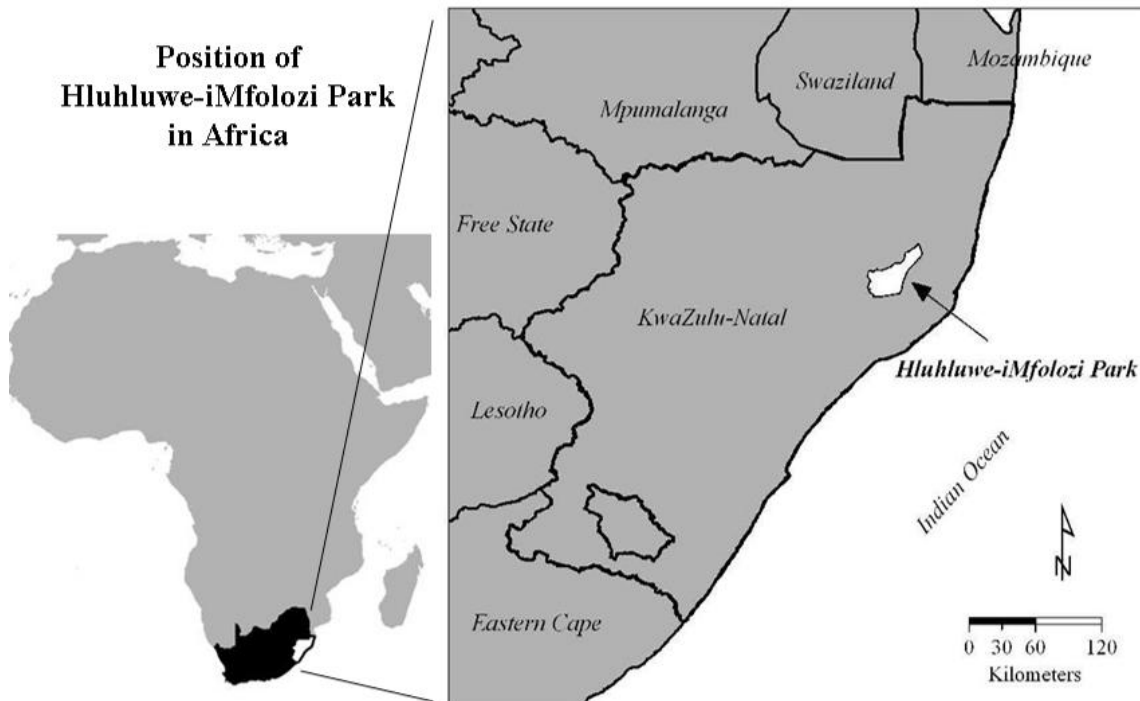 Position of
Hluhluwe-iMfolozi Park
in Africa
Mozambique
Swaziland
Mpumalanga
Free State
KwaZulu-Natal
Hluhluwe-iMfolozi Park
Lesotho
Indian Ocean
N
Eastern Cape
0 30 60 120
Kilometers